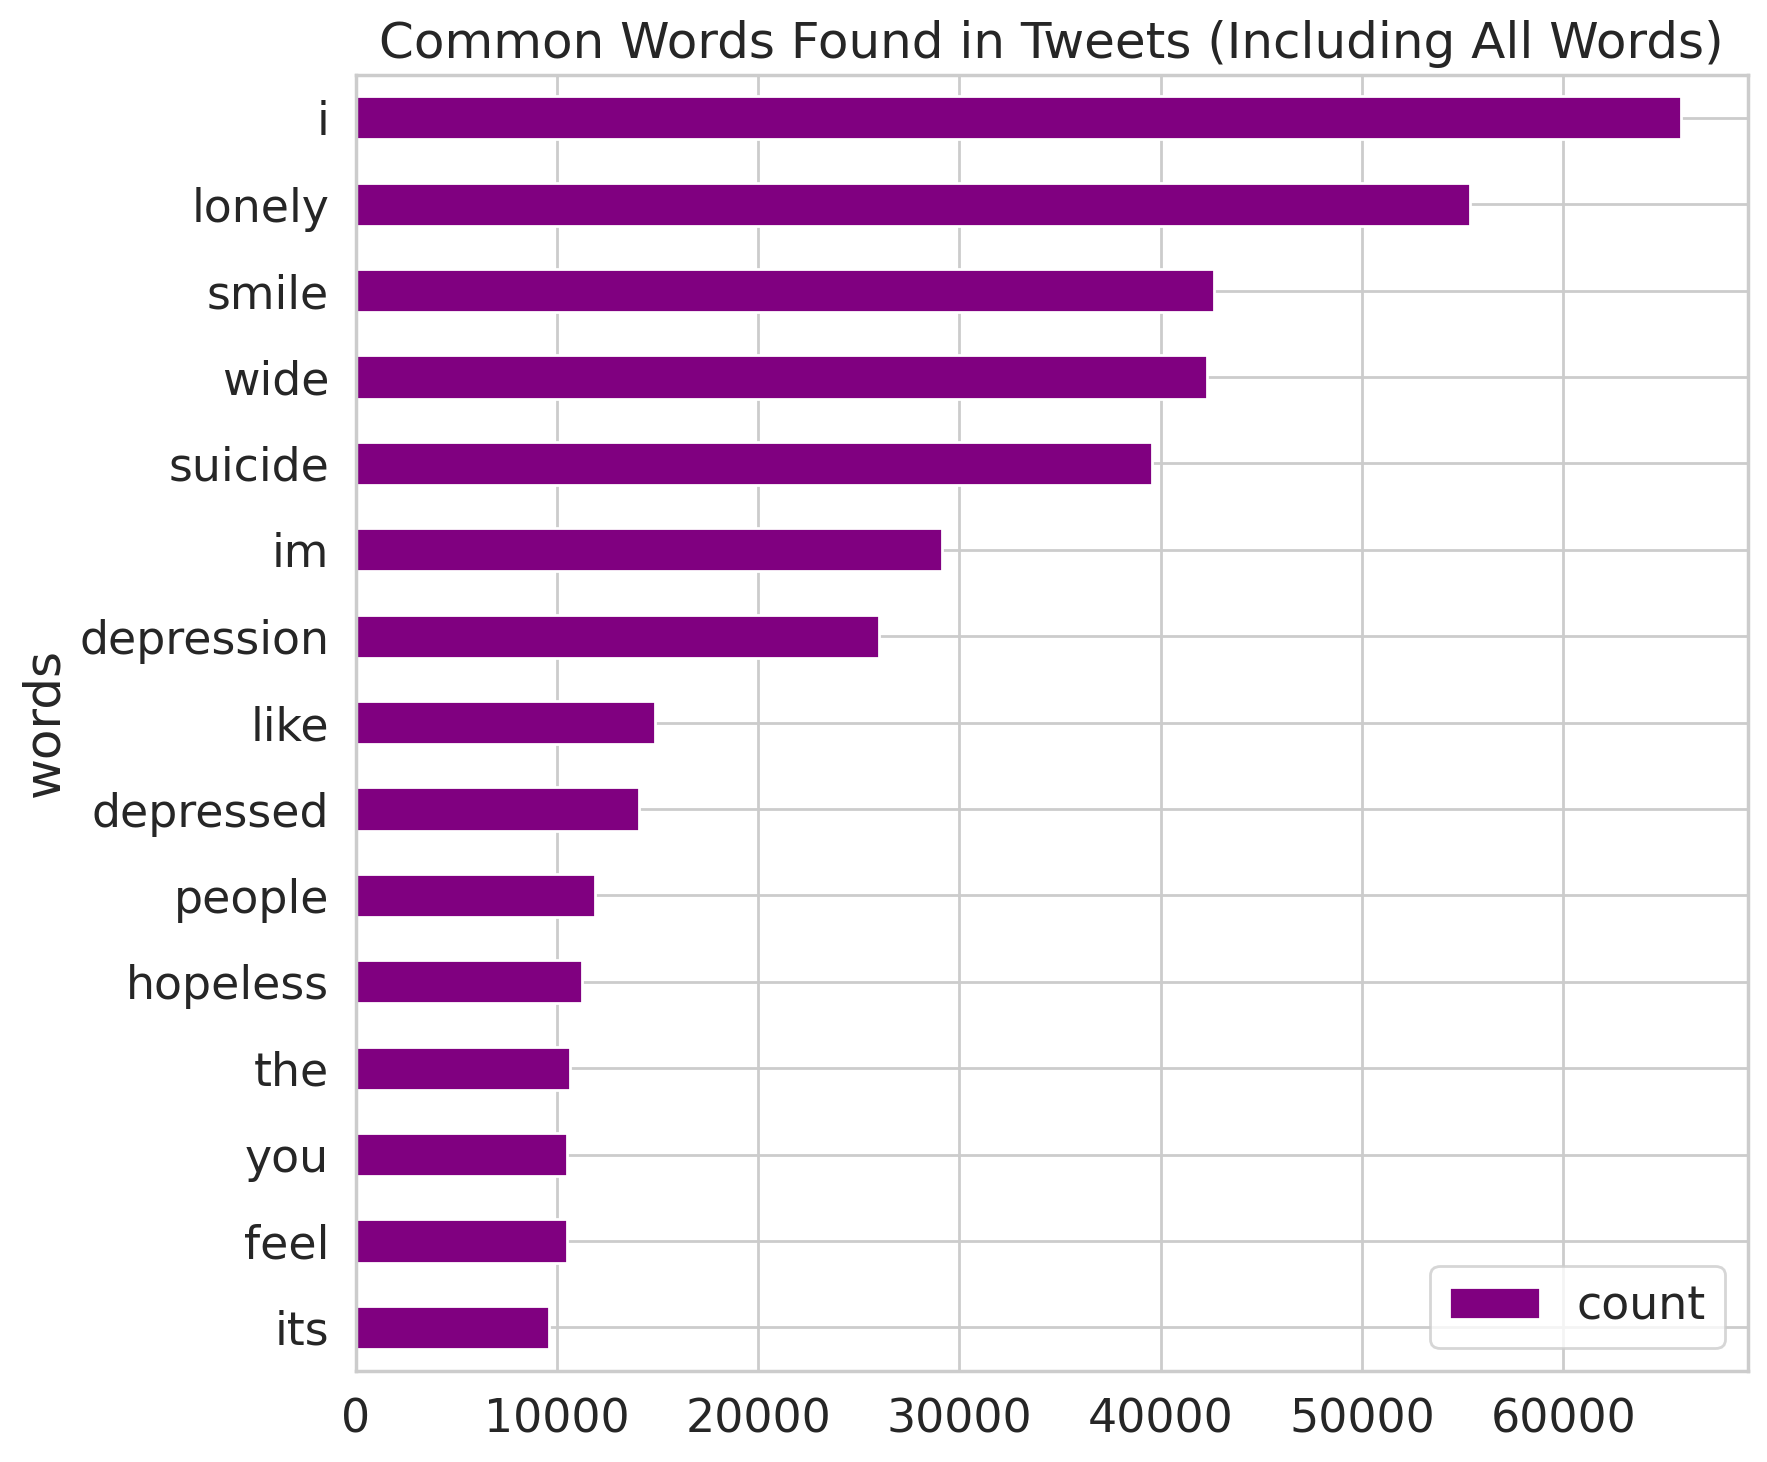 Common Words Found in Tweets (Including All Words)
i
lonely
smile
wide
suicide
im
depression
like
depressed
people
hopeless
the
you
feel
its
words
count
0 10000 20000 30000 40000 50000 60000